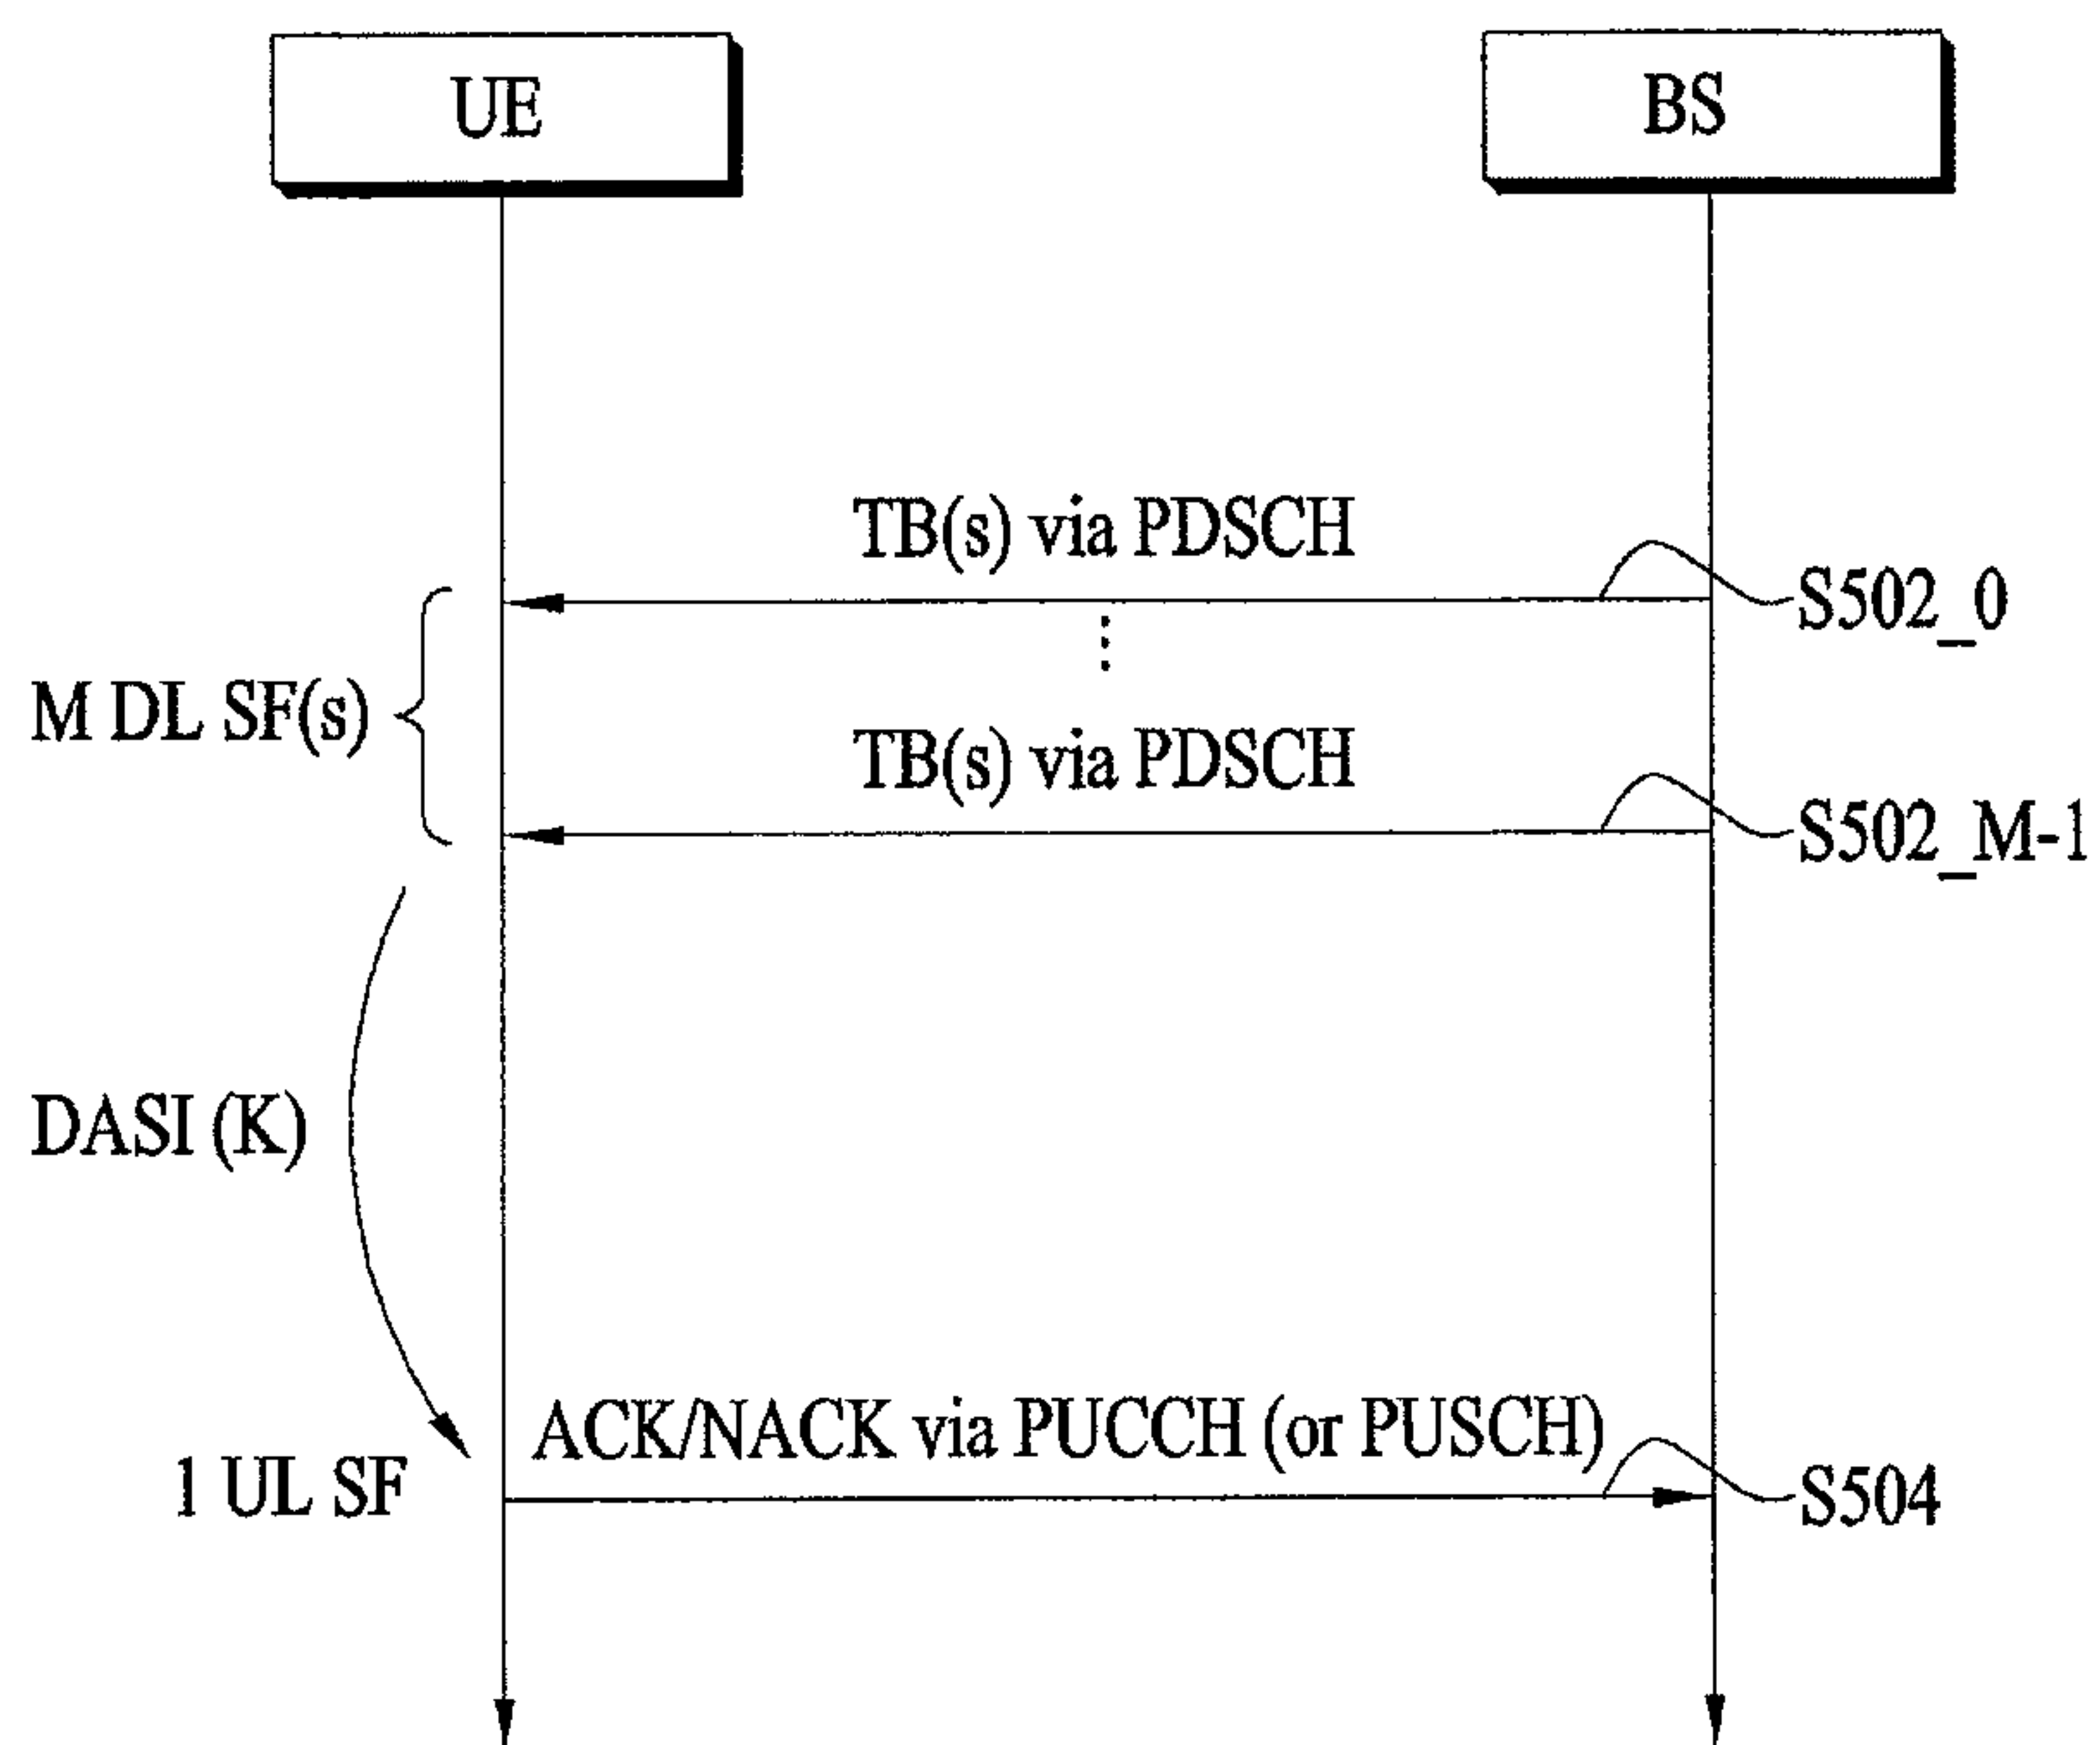 UE
BS
TB(s) via PDSCH
S502_0
M DL SF(s)
TB(s) via PDSCH
S502_M-1
DASI (K)
ACK/NACK via PUCCH (or PUSCH)
1 UL SF
S504